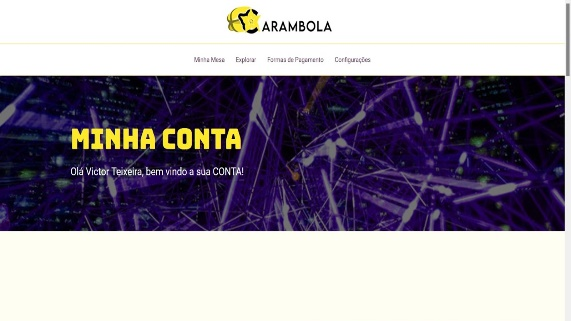 CARAMBOLA
Minha Mesa Explorar Formas de Pagamento Configurações
MINHA CONTA
Olá Victor Teixeira, bem vindo a sua CONTA!